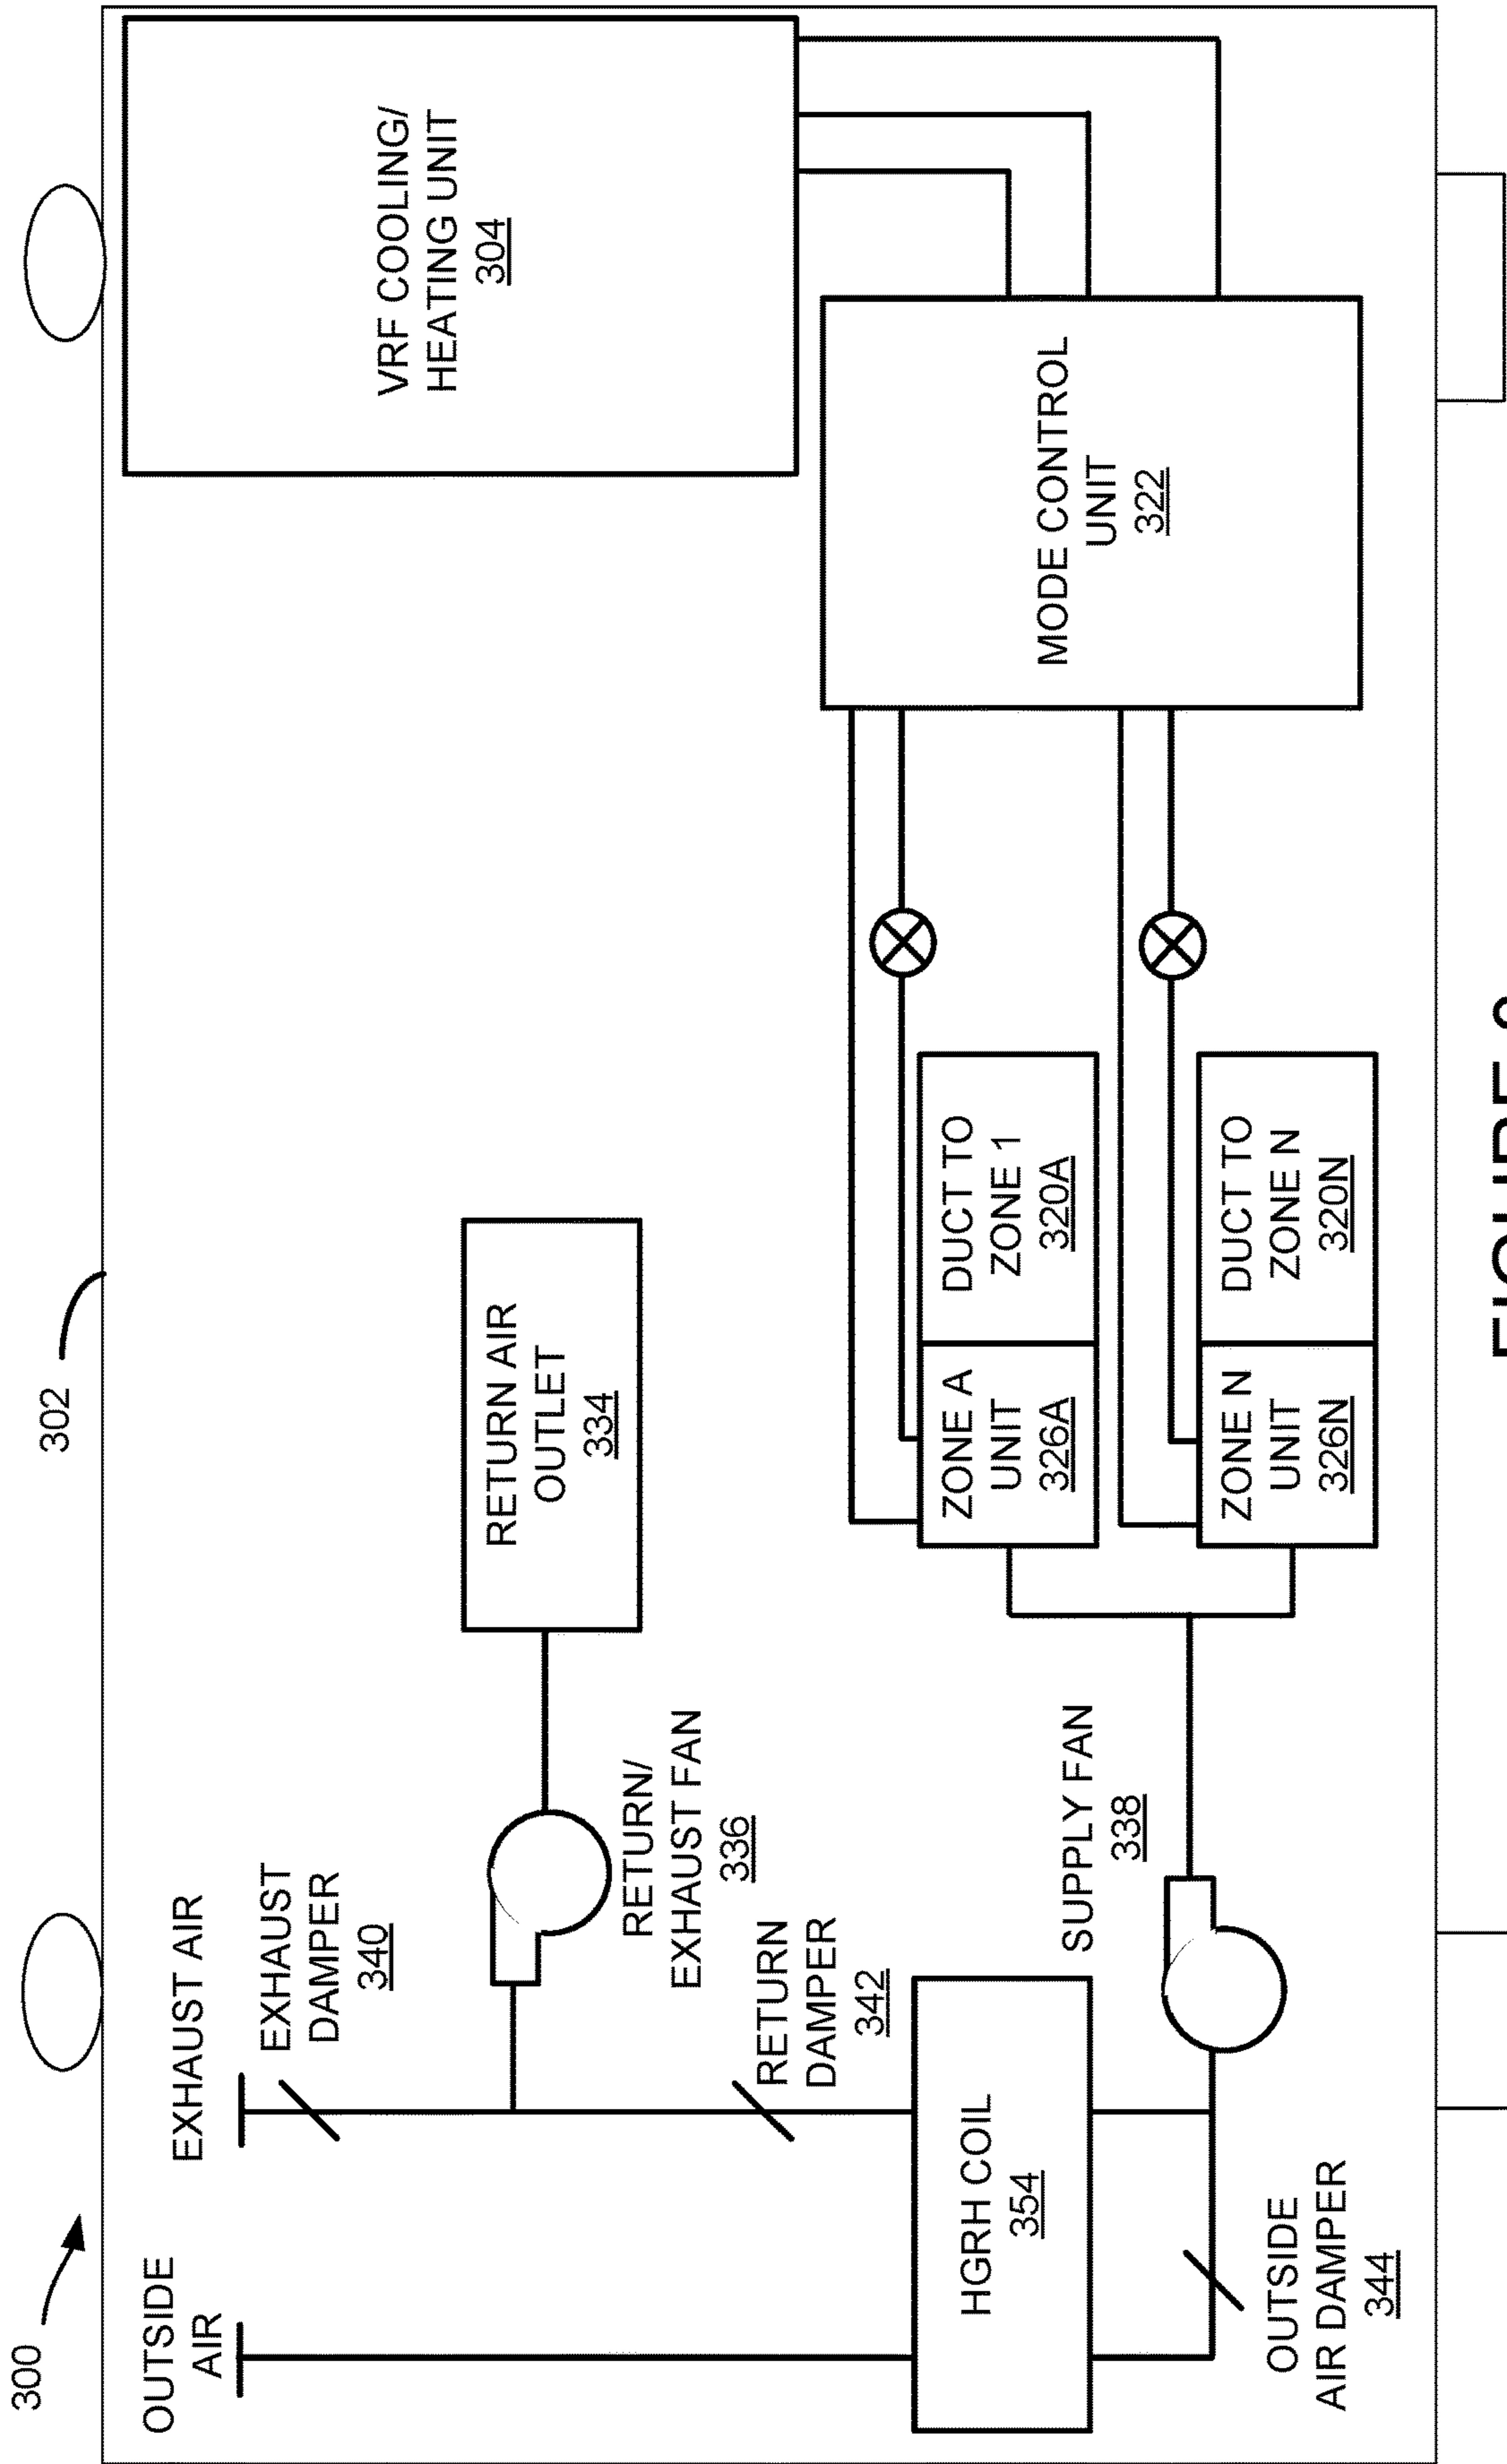 300
302
OUTSIDE
AIR
EXHAUST AIR
EXHAUST
DAMPER
340
RETURN/
EXHAUST FAN
336
RETURN AIR
OUTLET
334
VRF COOLING/
HEATING UNIT
304
RETURN
DAMPER
342
HGRH COIL
354
SUPPLY FAN
338
OUTSIDE
AIR DAMPER
344
ZONE A
UNIT
326A
DUCT TO
ZONE 1
320A
ZONE N
UNIT
326N
DUCT TO
ZONE N
320N
MODE CONTROL
UNIT
322
FIGURE